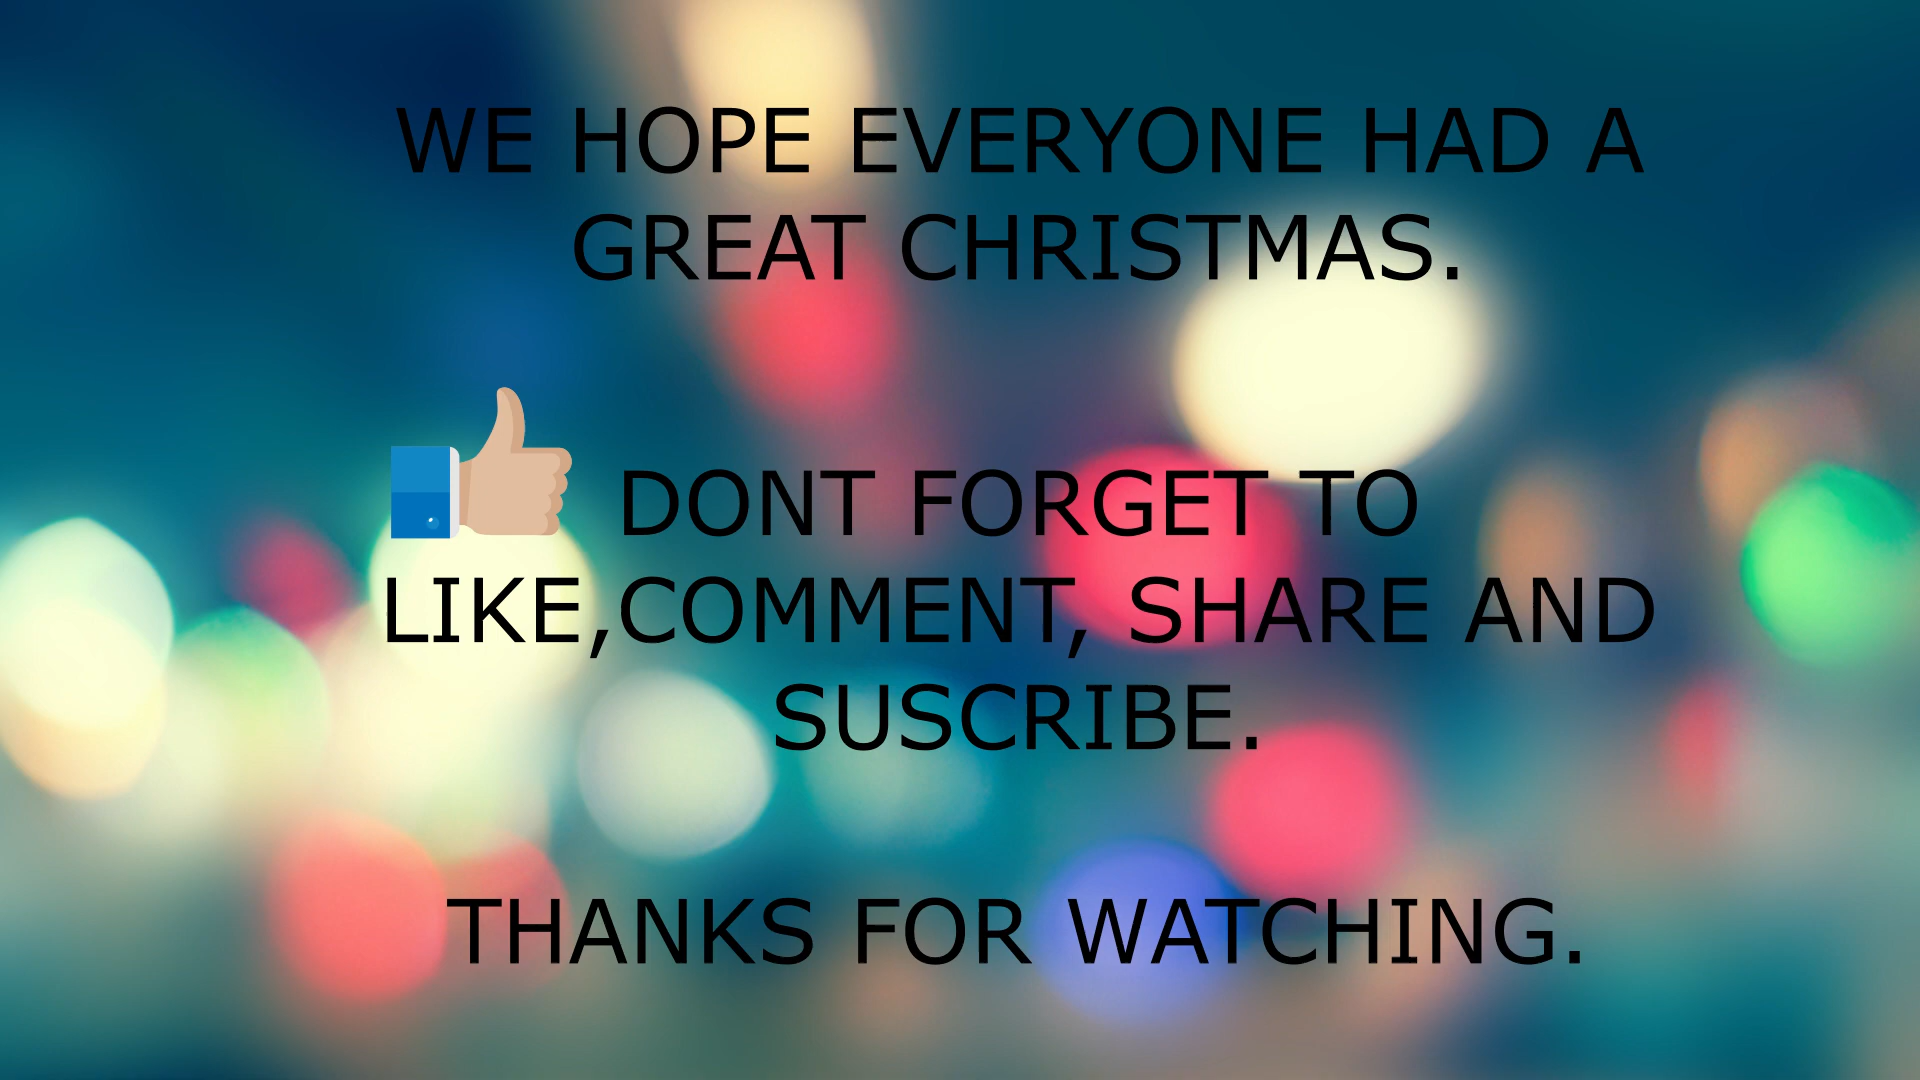 WE HOPE EVERYONE HAD A
GREAT CHRISTMAS.
DONT FORGET TO
LIKE,COMMENT, SHARE AND
SUSCRIBE.
THANKS FOR WATCHING.